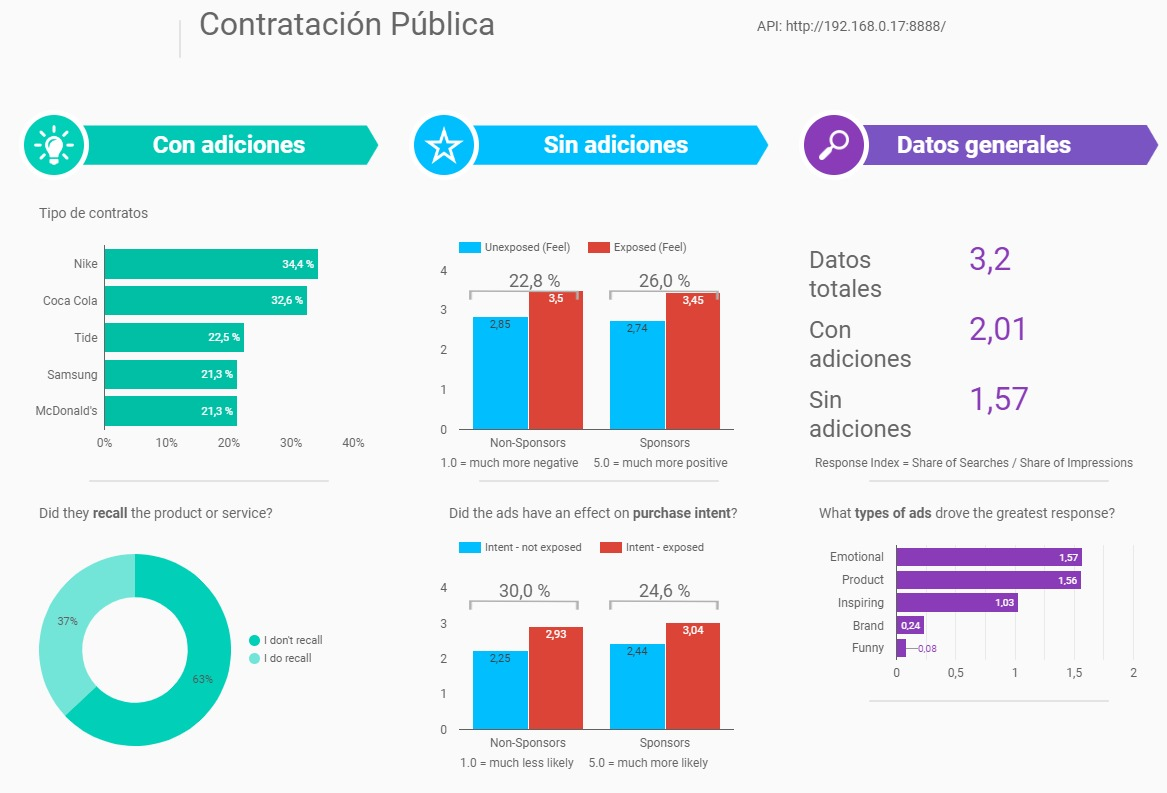 Contratación Pública
API: http://192.168.0.17:8888/
Con adiciones
Tipo de contratos
Nike
34,4 %
Coca Cola
32,6 %
Tide
22,5 %
Samsung
21,3 %
McDonald's
21,3 %
0% 10% 20% 30% 40%
Did they recall the product or service?
37%
63%
I don't recall
I do recall
Sin adiciones
Unexposed (Feel) Exposed (Feel)
4
3
2
1
0
22,8 % 26,0 %
2,85 3,5 2,74 3,45
Non-Sponsors Sponsors
1.0 = much more negative 5.0 = much more positive
Did the ads have an effect on purchase intent?
Intent - not exposed Intent - exposed
4
3
2
1
0
30,0 % 24,6 %
2,25 2,93 2,44 3,04
Non-Sponsors Sponsors
1.0 = much less likely 5.0 = much more likely
Datos generales
Datos
totales
3,2
Con
adiciones
2,01
Sin
adiciones
1,57
Response Index = Share of Searches / Share of Impressions
What types of ads drove the greatest response?
Emotional
1,57
Product
1,56
Inspiring
1,03
Brand
0,24
Funny
0,08
0 0,5 1 1,5 2